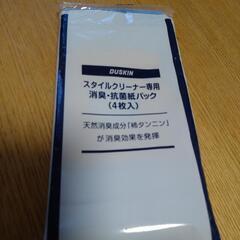 DUSKIN
スタイルクリーナー専用
消臭・抗菌紙パック
(4枚入)
天然消臭成分「柿タンニン」
が消臭効果を発揮